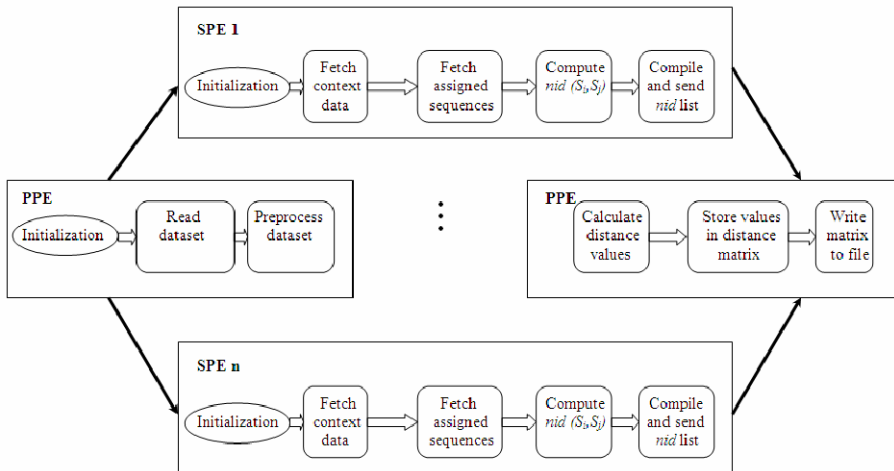 SPE 1
Initialization
Fetch
context
data
Fetch
assigned
sequences
Compute
nid (Si,Sj)
Compile
and send
nid list
PPE
Initialization
Read
dataset
Preprocess
dataset
PPE
Calculate
distance
values
Store values
in distance
matrix
Write
matrix
to file
SPE n
Initialization
Fetch
context
data
Fetch
assigned
sequences
Compute
nid (Si,Sj)
Compile
and send
nid list